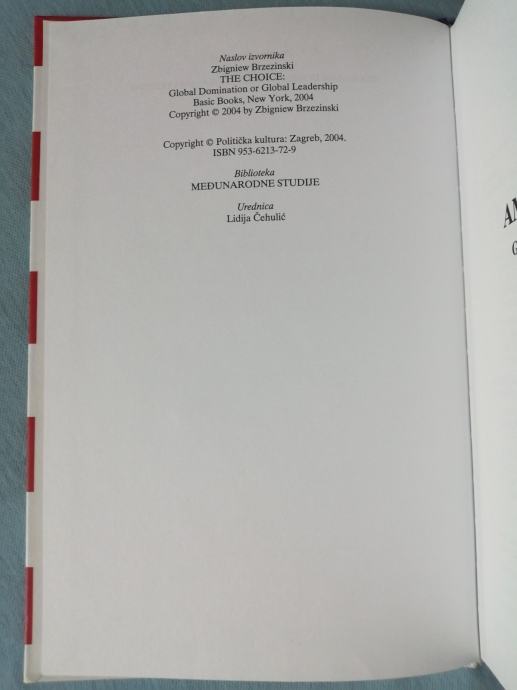 Naslov izvornika
Zbigniew Brzezinski
THE CHOICE:
Global Domination or Global Leadership
Basic Books, New York, 2004
Copyright © 2004 by Zbigniew Brzezinski
Copyright © Politička kultura: Zagreb, 2004.
ISBN 953-6213-72-9
Biblioteka
MEĐUNARODNE STUDIJE
Urednica
Lidija Čehulić